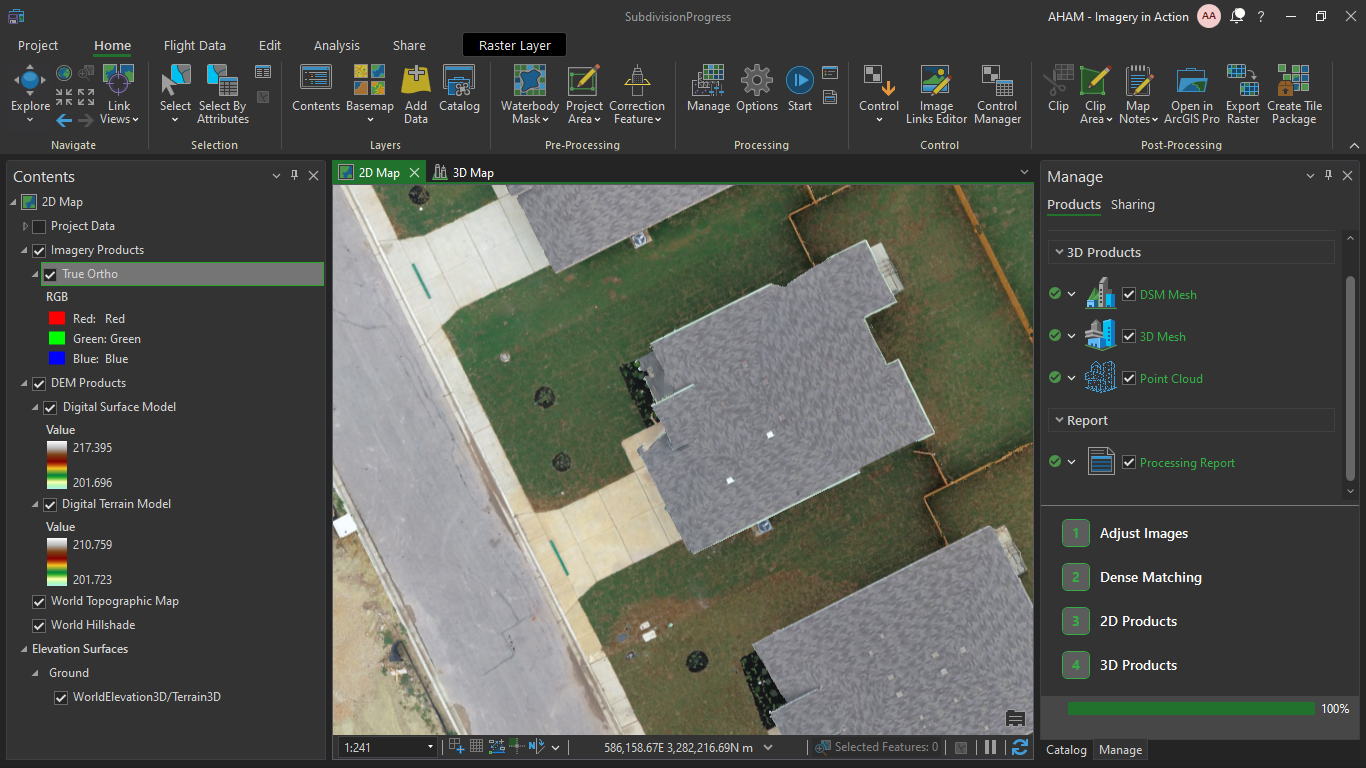 SubdivisionProgress
AHAM - Imagery in Action
AA
?
Project
Home
Flight Data
Edit
Analysis
Share
Raster Layer
Explore
Link Views
Navigate
Select
Select By Attributes
Selection
Contents
Basemap
Add Data
Catalog
Layers
Waterbody Mask
Project Area
Correction Feature
Pre-Processing
Manage
Options
Start
Processing
Control
Image Links Editor
Control Manager
Control
Clip
Clip Area
Map Notes
Open in ArcGIS Pro
Export Raster
Create Tile Package
Post-Processing
Contents
2D Map
Project Data
Imagery Products
True Ortho
RGB
Red: Red
Green: Green
Blue: Blue
DEM Products
Digital Surface Model
Value
217.395
201.696
Digital Terrain Model
Value
210.759
201.723
World Topographic Map
World Hillshade
Elevation Surfaces
Ground
WorldElevation3D/Terrain3D
2D Map
3D Map
1:241
586,158.67E 3,282,216.69N m
Selected Features: 0
Manage
Products
Sharing
3D Products
DSM Mesh
3D Mesh
Point Cloud
Report
Processing Report
1 Adjust Images
2 Dense Matching
3 2D Products
4 3D Products
100%
Catalog
Manage